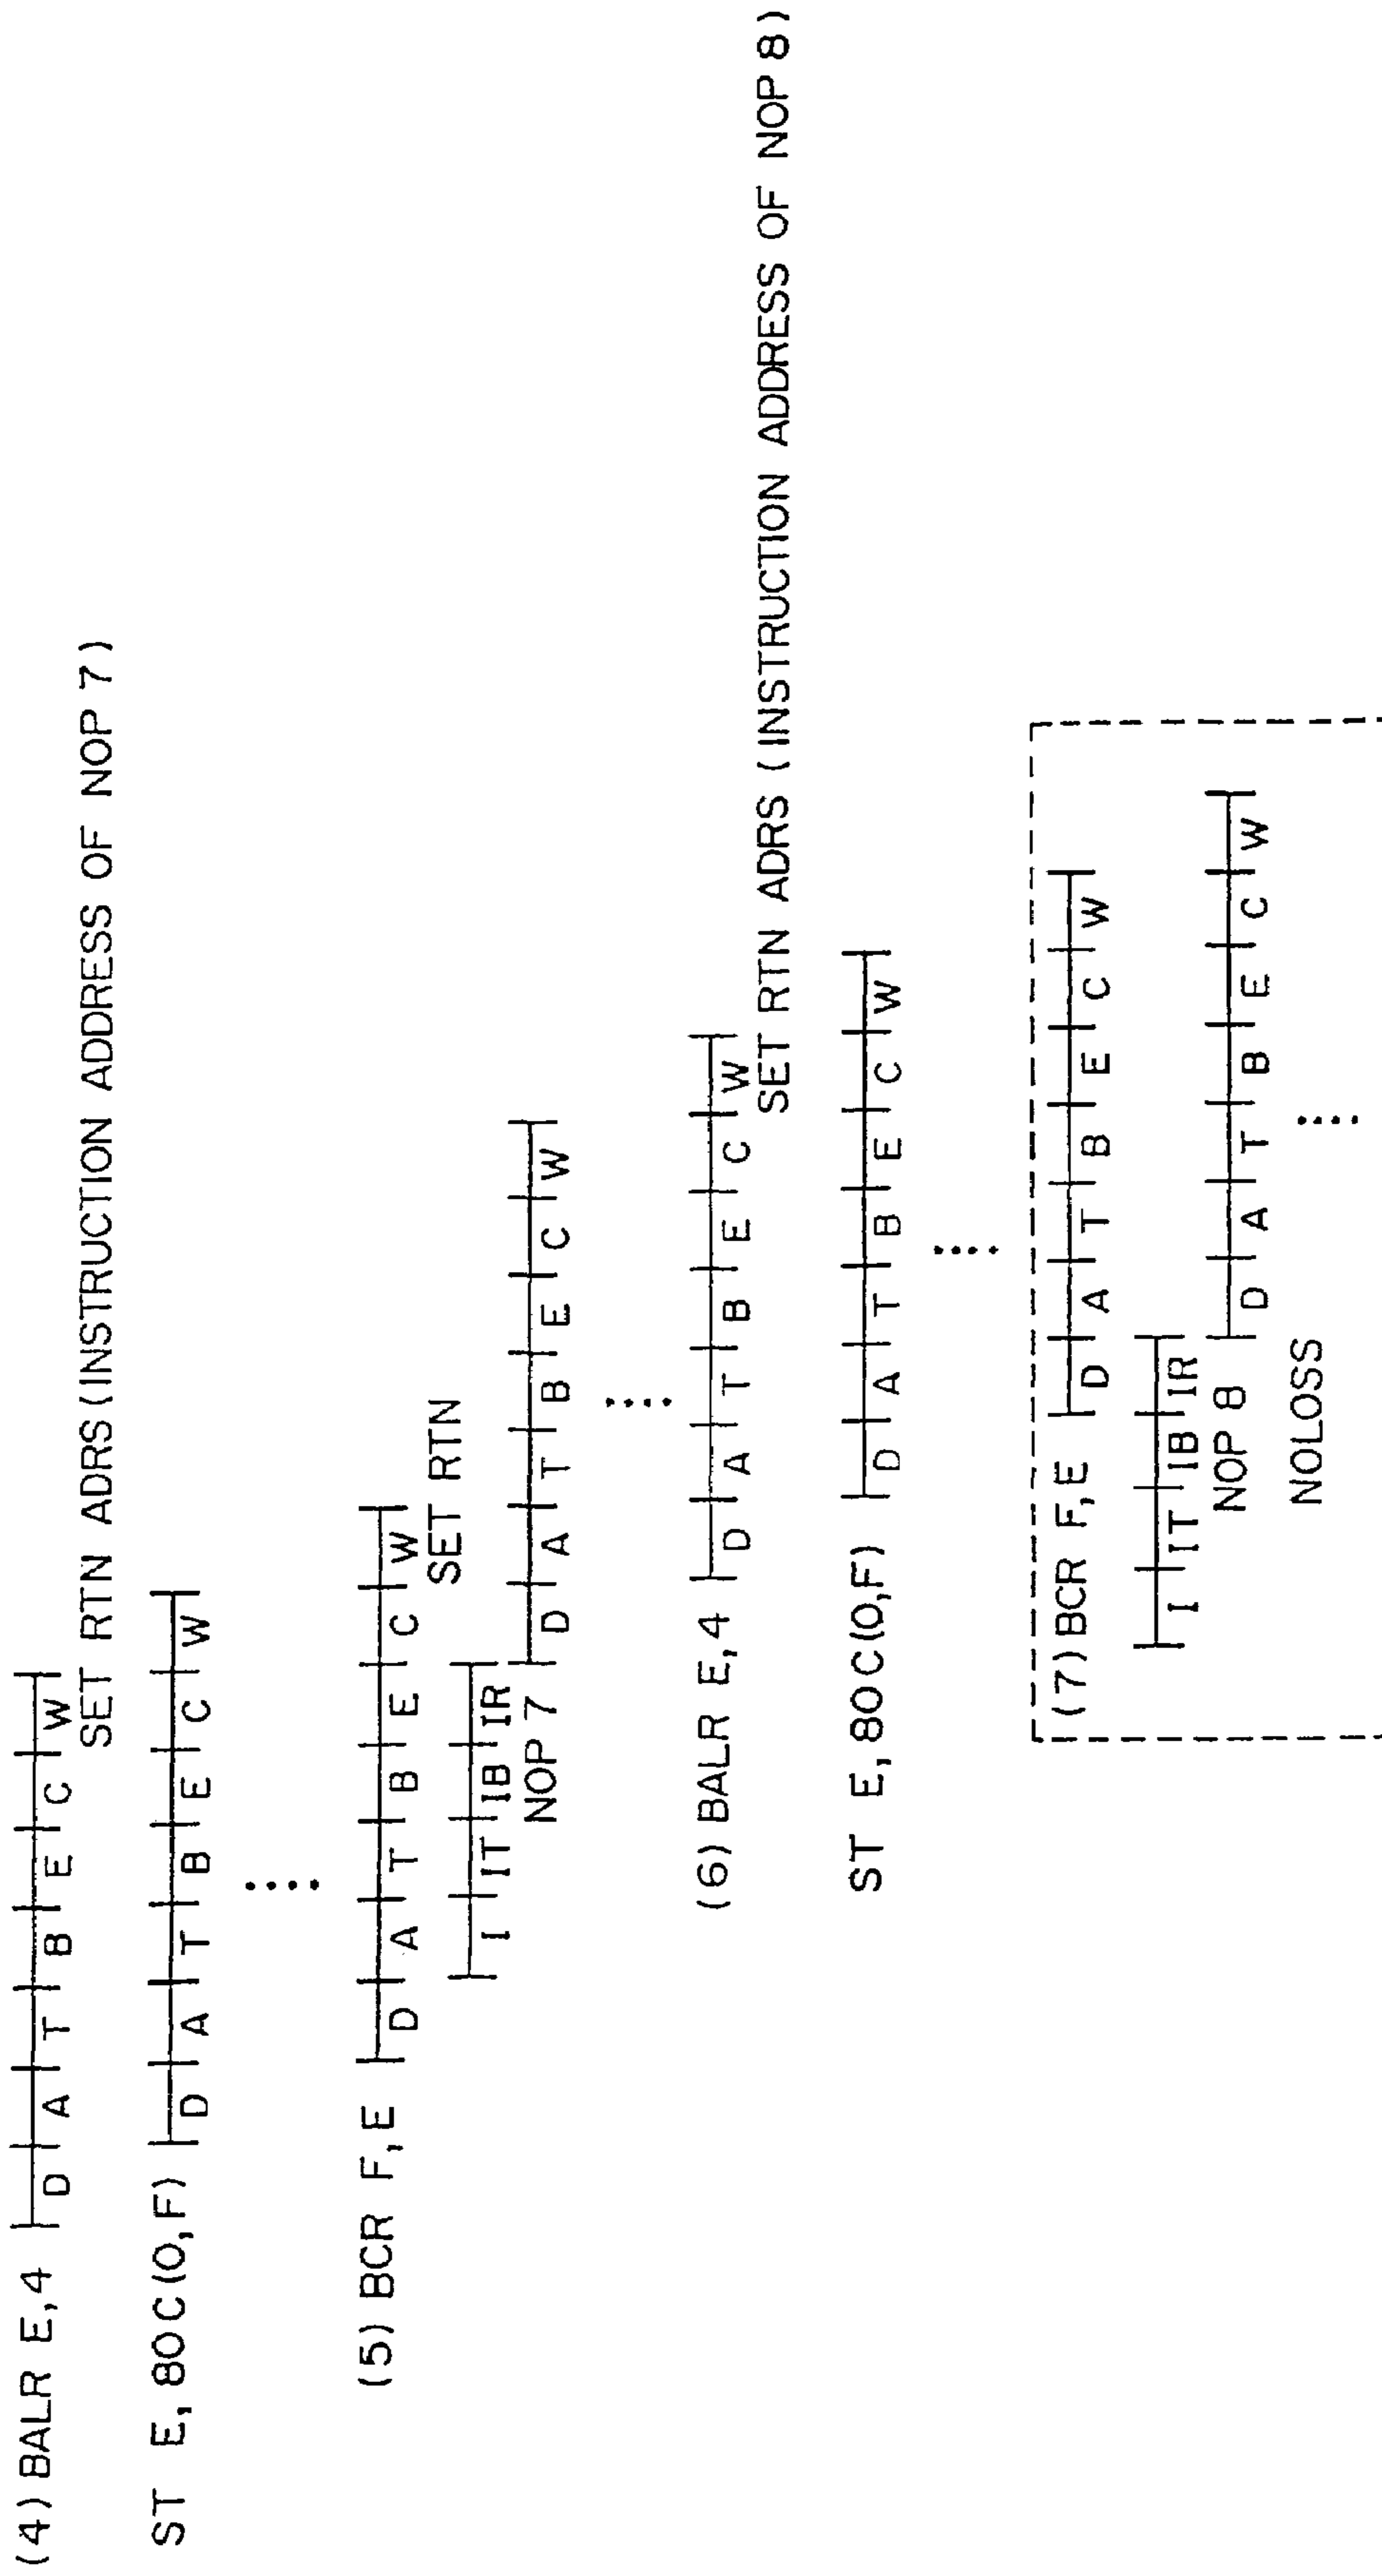 (4) BALR E,4
D A T B E C W
SET RTN ADRS (INSTRUCTION ADDRESS OF NOP 7)
ST E, 80C (0,F)
D A T B E C W
(5) BCR F,E
D A T B E C W
SET RTN
I IT IB IR
NOP 7
D A T B E C W
(6) BALR E,4
D A T B E C W
SET RTN ADRS (INSTRUCTION ADDRESS OF NOP 8)
ST E, 80C (0,F)
D A T B E C W
(7) BCR F,E
D A T B E C W
I IT IB IR
NOP 8
D A T B E C W
NOLOSS